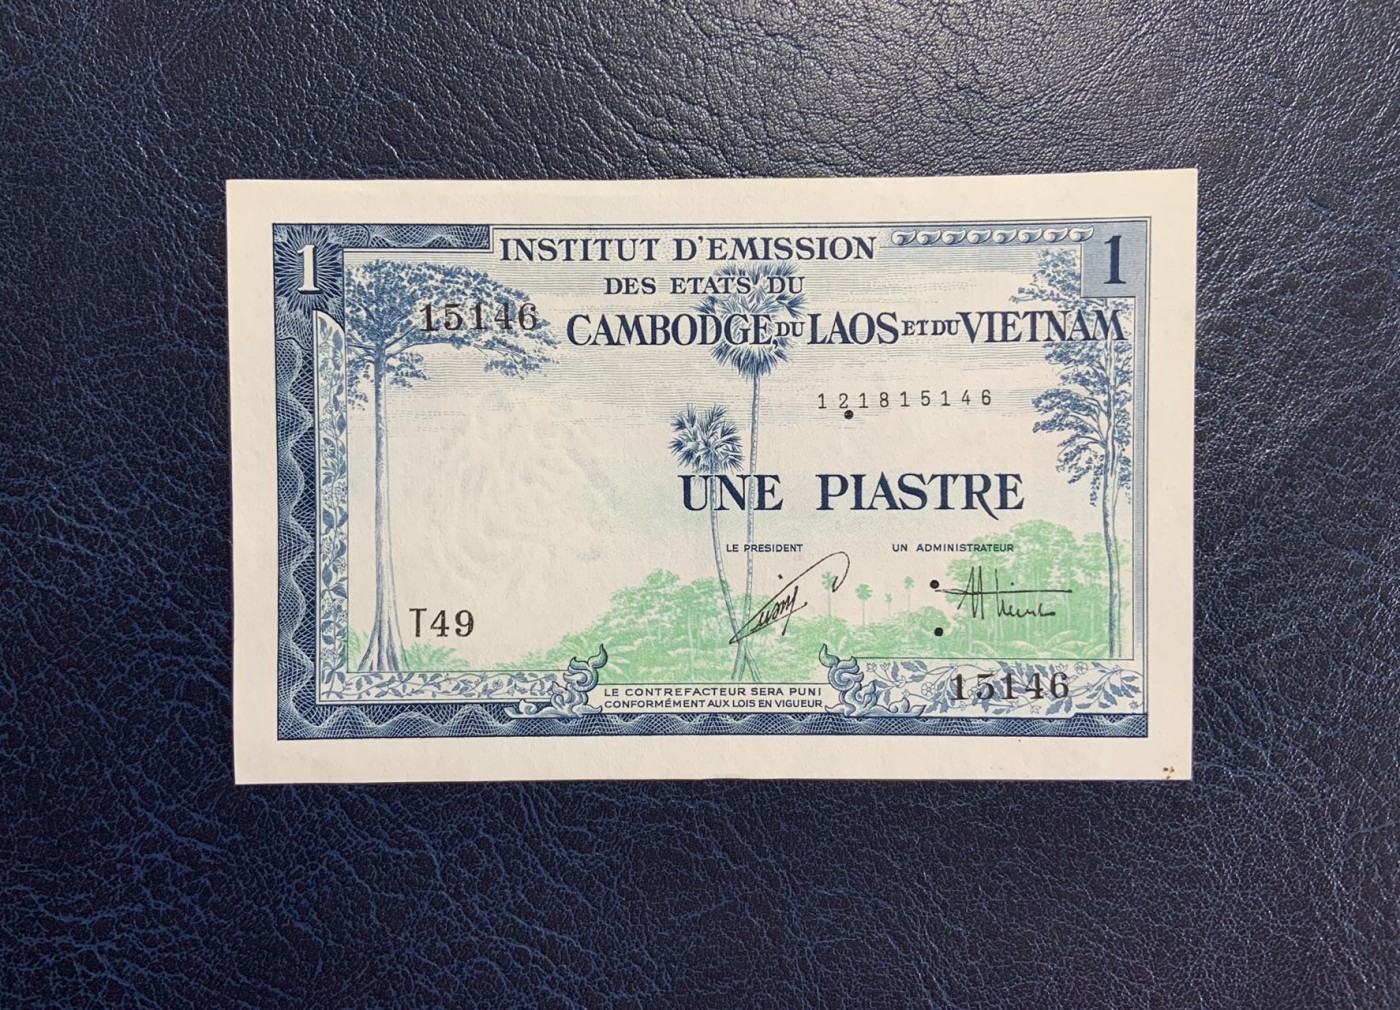 1
INSTITUT D'EMISSION
1
DES ETATS DU
15146
CAMBODGE, DU LAOS ET DU VIETNAM
121815146
UNE PIASTRE
LE PRESIDENT
UN ADMINISTRATEUR
T49
LE CONTREFACTEUR SERA PUNI
CONFORMÉMENT AUX LOIS EN VIGUEUR
15146